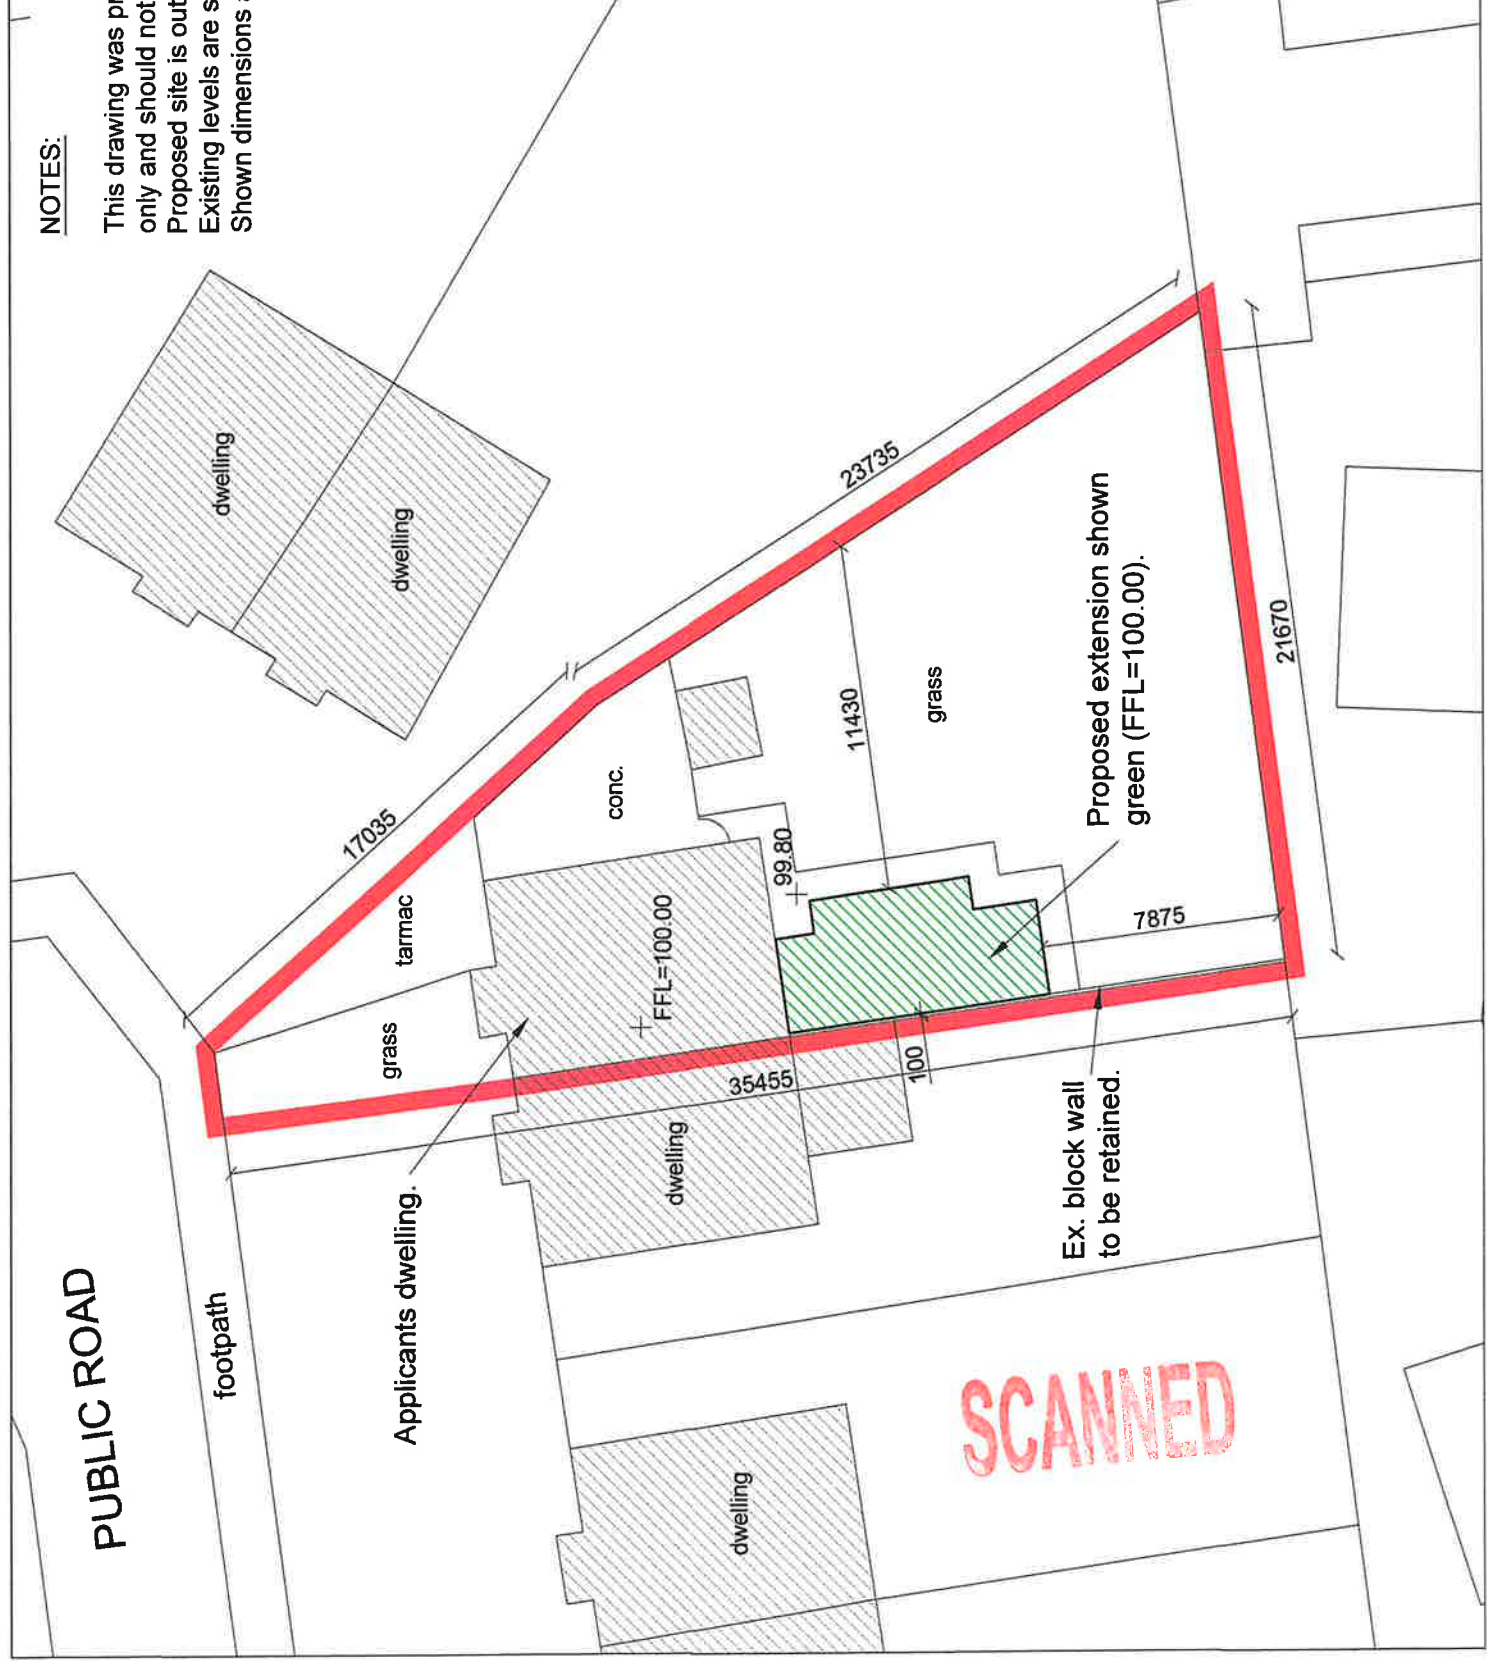 NOTES:
This drawing was
only and should not
Proposed site is
Existing levels are
Shown dimensions
PUBLIC ROAD
footpath
Applicants dwelling.
grass
tarmac
conc.
17035
23735
dwelling
dwelling
FFL=100.00
99.80
11430
grass
Proposed extension shown
green (FFL=100.00).
7875
21670
35455
100
dwelling
Ex. block wall
to be retained.
dwelling
SCANNED